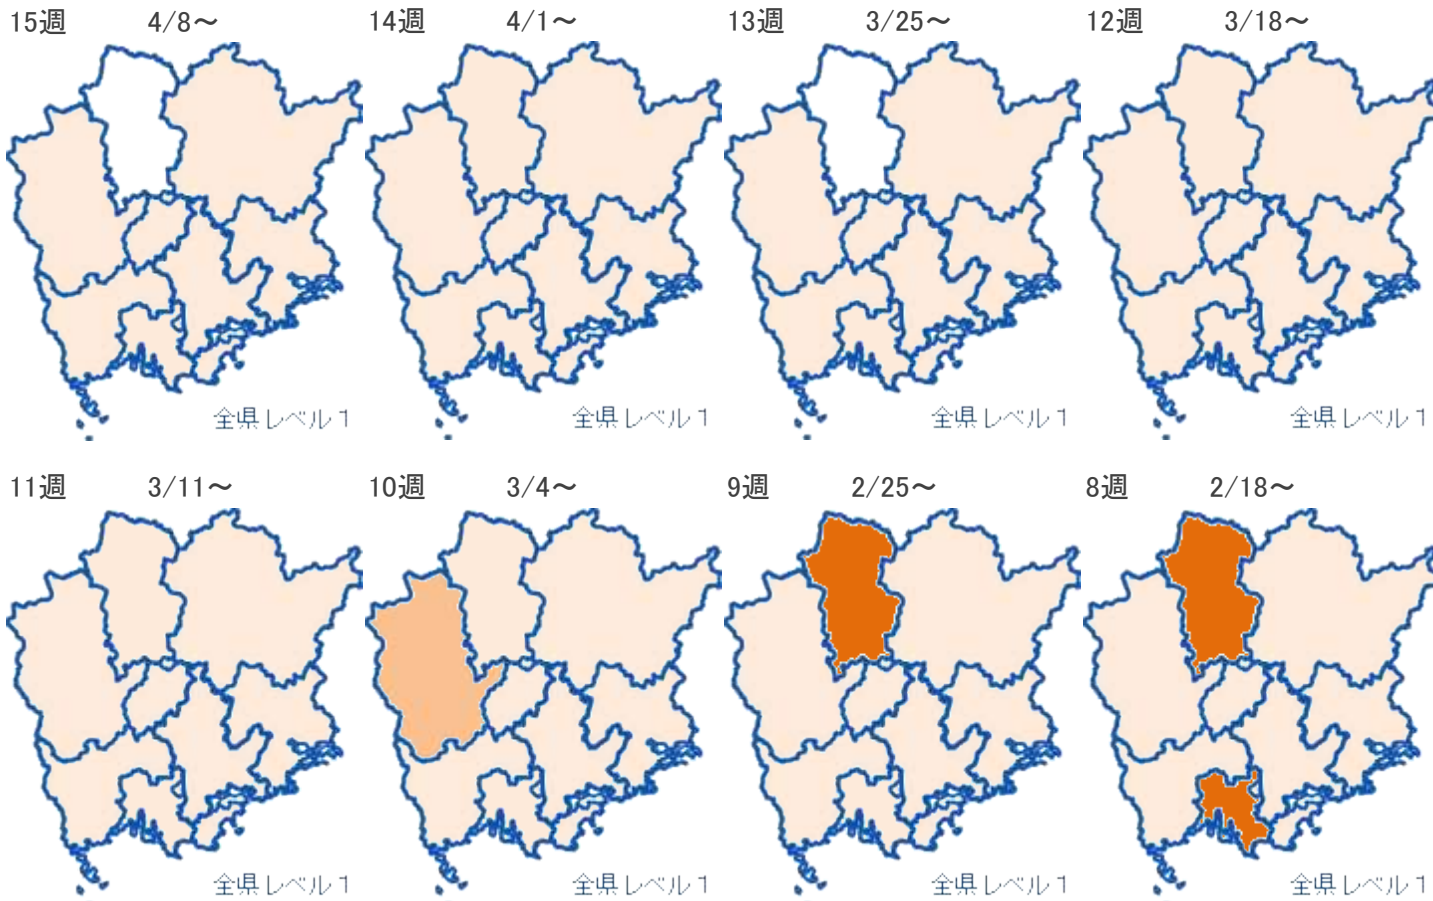 15週 4/8～
14週 4/1～
13週 3/25～
12週 3/18～
全県レベル1
全県レベル1
全県レベル1
全県レベル1
11週 3/11～
10週 3/4～
9週 2/25～
8週 2/18～
全県レベル1
全県レベル1
全県レベル1
全県レベル1